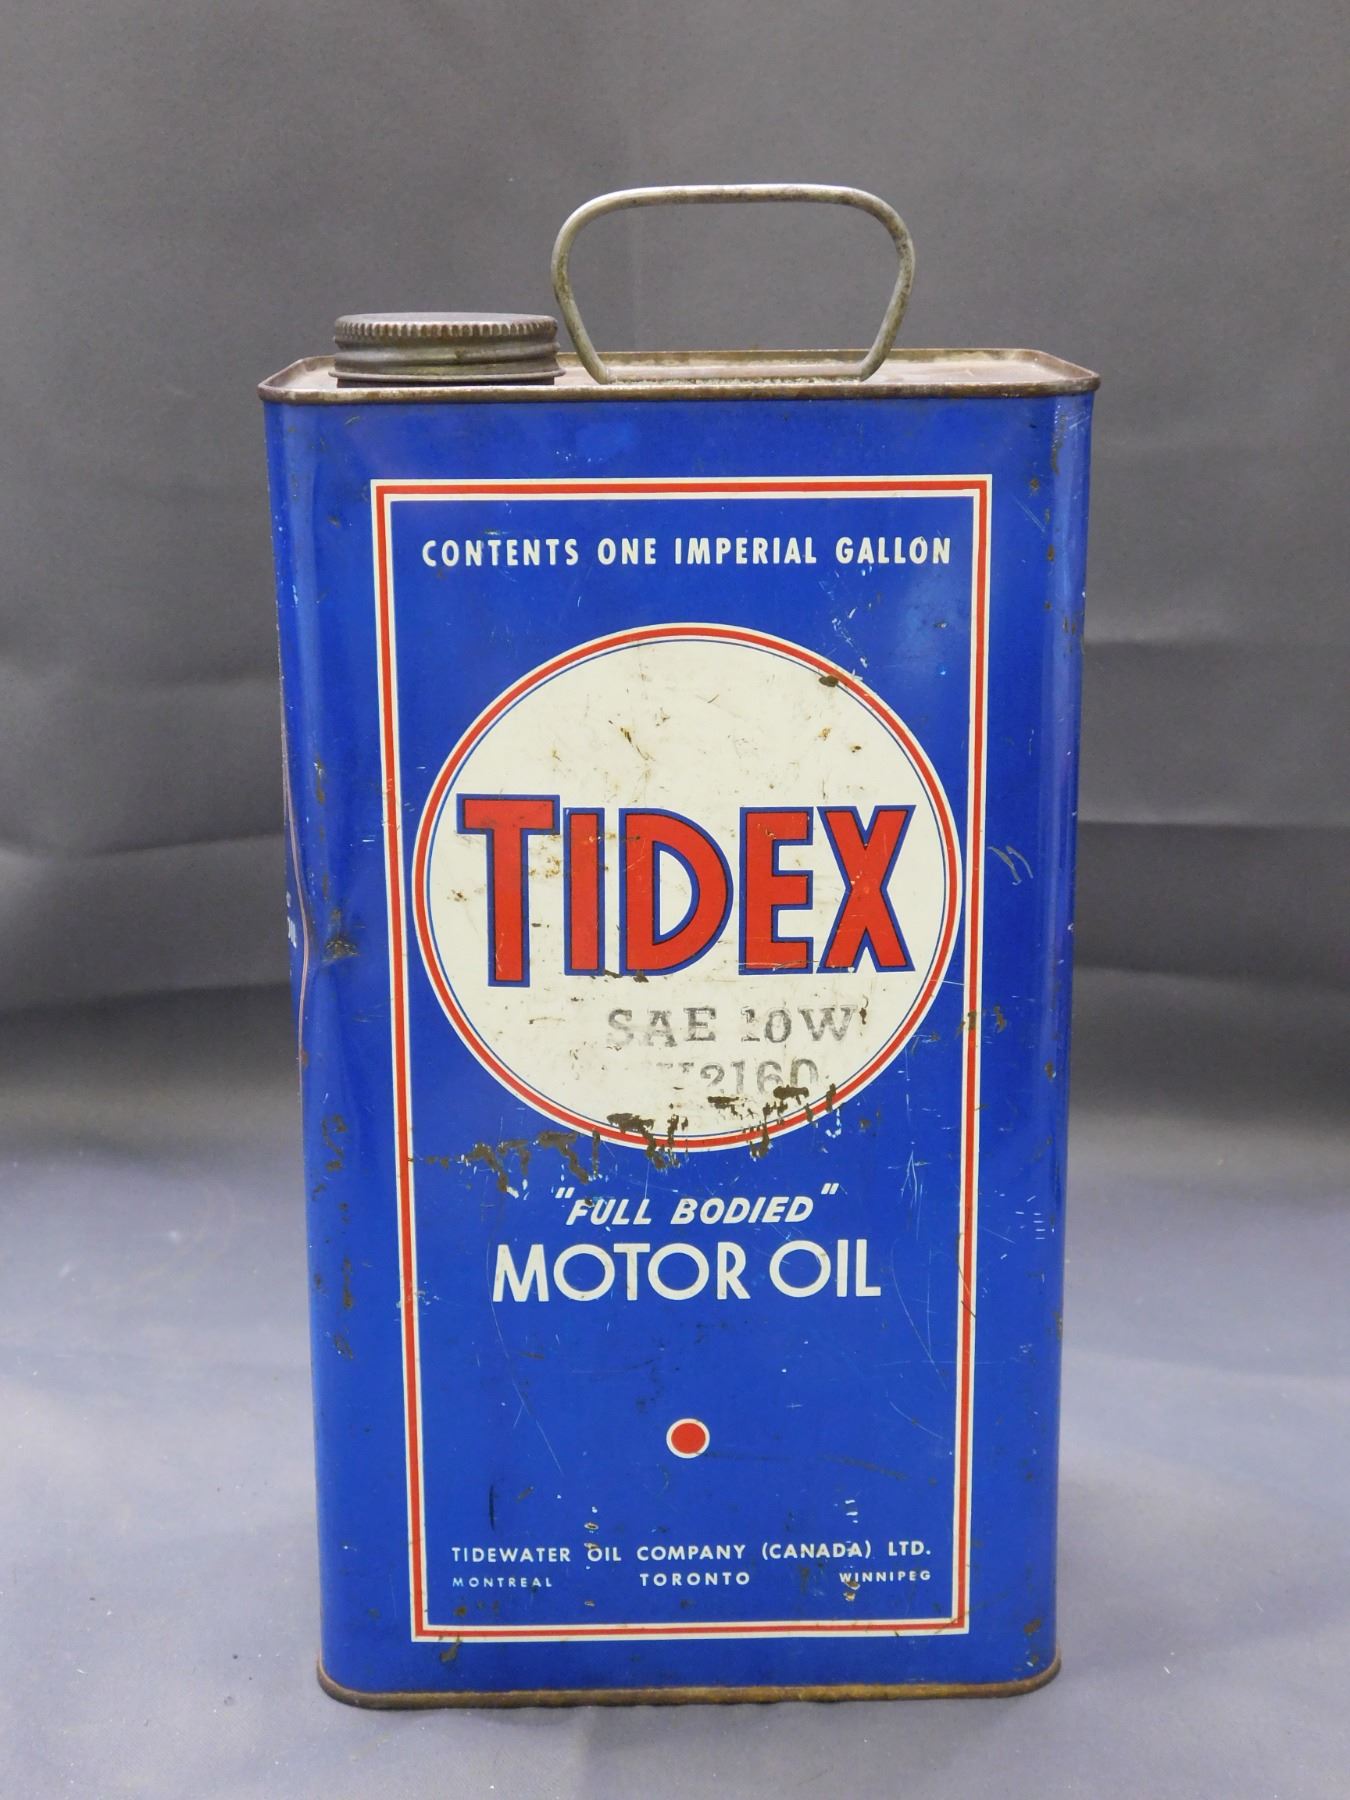 CONTENTS ONE IMPERIAL GALLON
TIDEX
SAE 10W
2160
"FULL BODIED"
MOTOR OIL
TIDEWATER OIL COMPANY (CANADA) LTD.
MONTREAL TORONTO WINNIPEG